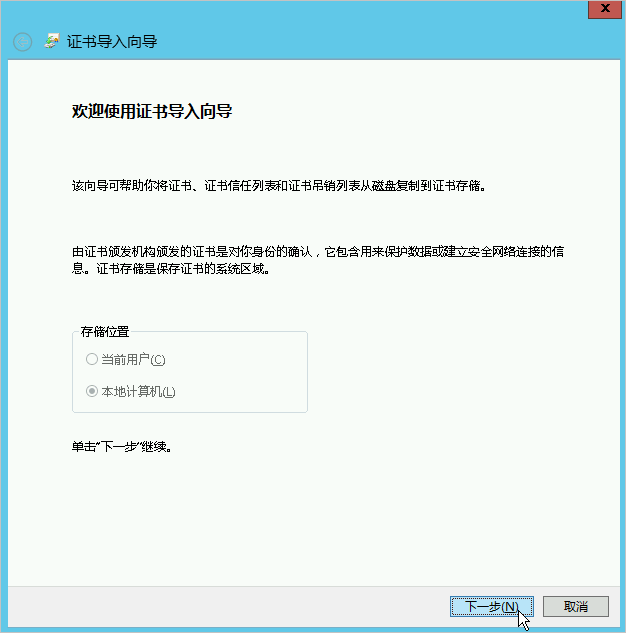 证书导入向导
欢迎使用证书导入向导
该向导可帮助你将证书、证书信任列表和证书吊销列表从磁盘复制到证书存储。
由证书颁发机构颁发的证书是对你身份的确认，它包含用来保护数据或建立安全网络连接的信
息。证书存储是保存证书的系统区域。
存储位置
当前用户(C)
本地计算机(L)
单击"下一步"继续。
下一步(N)
取消